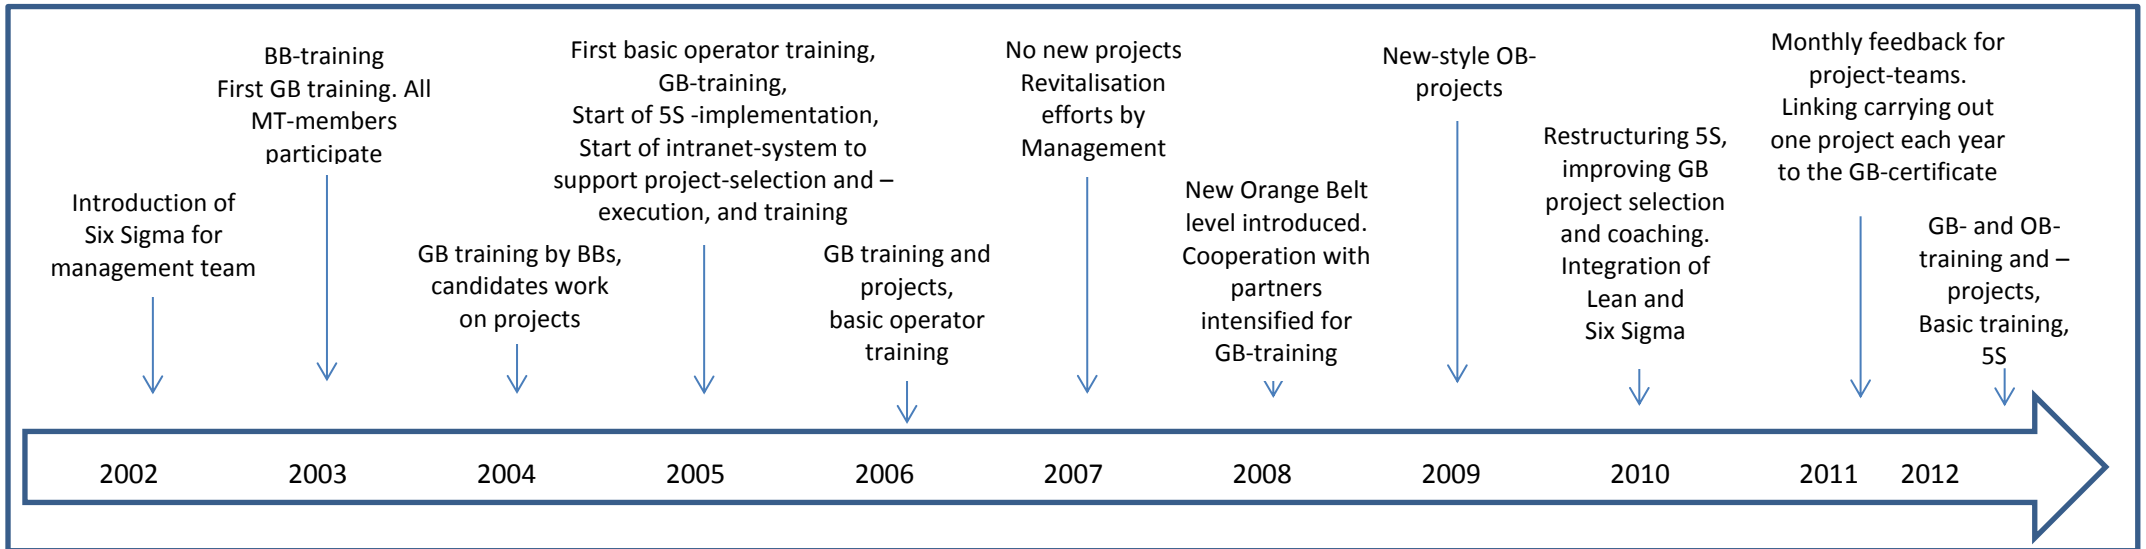 Introduction of
Six Sigma for
management team
BB-training
First GB training. All
MT-members
participate
GB training by BBs,
candidates work
on projects
First basic operator training,
GB-training,
Start of 5S -implementation,
Start of intranet-system to
support project-selection and –
execution, and training
GB training and
projects,
basic operator
training
No new projects
Revitalisation
efforts by
Management
New Orange Belt
level introduced.
Cooperation with
partners
intensified for
GB-training
New-style OB-
projects
Restructuring 5S,
improving GB
project selection
and coaching.
Integration of
Lean and
Six Sigma
Monthly feedback for
project-teams.
Linking carrying out
one project each year
to the GB-certificate
GB- and OB-
training and –
projects,
Basic training,
5S
2002 2003 2004 2005 2006 2007 2008 2009 2010 2011 2012